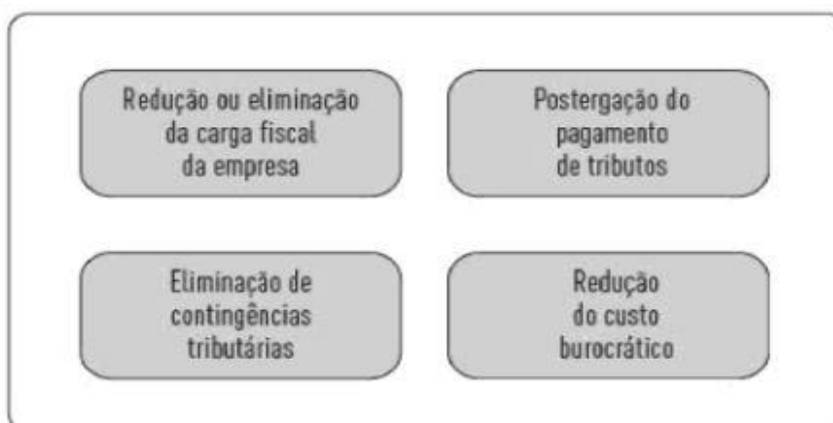 Redução ou eliminação
da carga fiscal
da empresa
Postergação do
pagamento
de tributos
Eliminação de
contingências
tributárias
Redução
do custo
burocrático